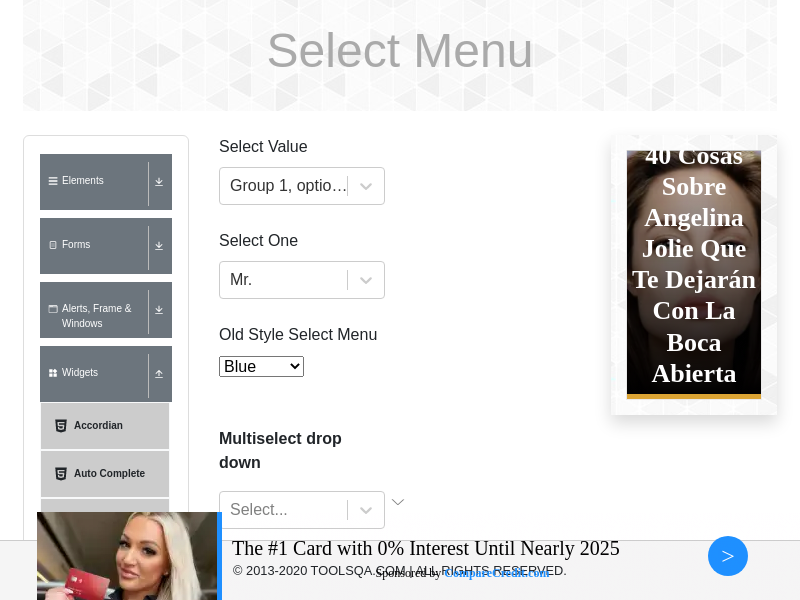 Select Menu
Elements
Forms
Alerts, Frame &
Windows
Widgets
Accordian
Auto Complete
Select Value
Group 1, optio...
Select One
Mr.
Old Style Select Menu
Blue
Multiselect drop
down
Select...
40 Cosas
Sobre
Angelina
Jolie Que
Te Dejarán
Con La
Boca
Abierta
The #1 Card with 0% Interest Until Nearly 2025
© 2013-2020 TOOLSQA.COM | ALL RIGHTS RESERVED.
Sponsored by CompareCredit.com